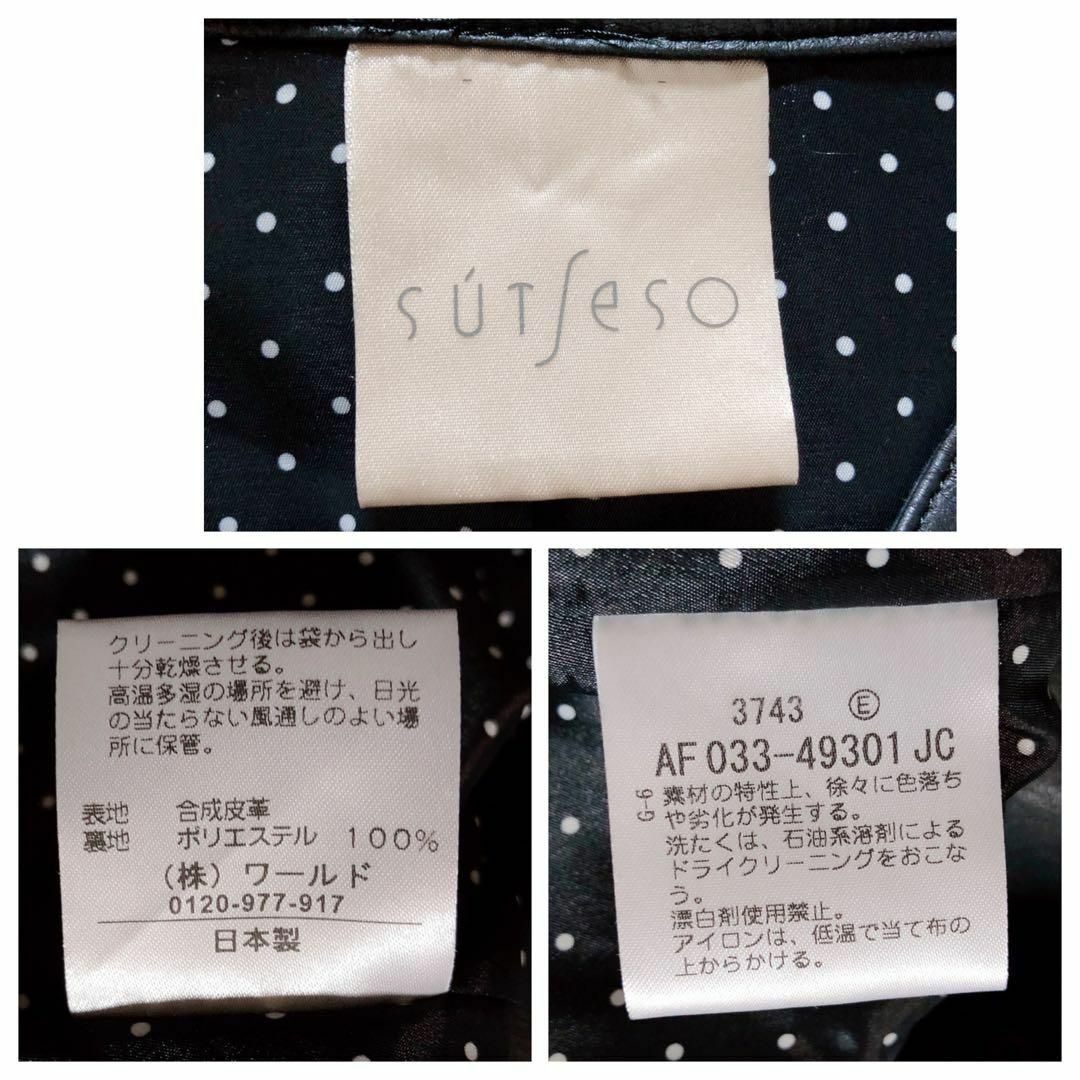 SÚTSeSO
クリーニング後は袋から出し
十分乾燥させる。
高温多湿の場所を避け、日光
の当たらない風通しのよい場
所に保管。
表地 合成皮革
裏地 ポリエステル 100%
(株) ワールド
0120-977-917
日本製
3743 Ⓔ
AF 033-49301 JC
G-6
素材の特性上、徐々に色落ち
や劣化が発生する。
洗たくは、石油系溶剤による
ドライクリーニングをおこな
う。
漂白剤使用禁止。
アイロンは、低温で当て布の
上からかける。